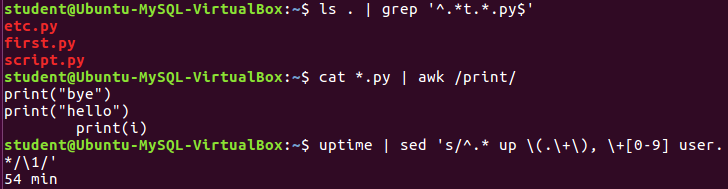 student@Ubuntu-MySQL-VirtualBox:~$ ls . | grep '^.*t.*.py$'
etc.py
first.py
script.py
student@Ubuntu-MySQL-VirtualBox:~$ cat *.py | awk /print/
print("bye")
print("hello")
        print(i)
student@Ubuntu-MySQL-VirtualBox:~$ uptime | sed 's/^.* up \(.\+\), \+[0-9] user.
*/\1/'
54 min